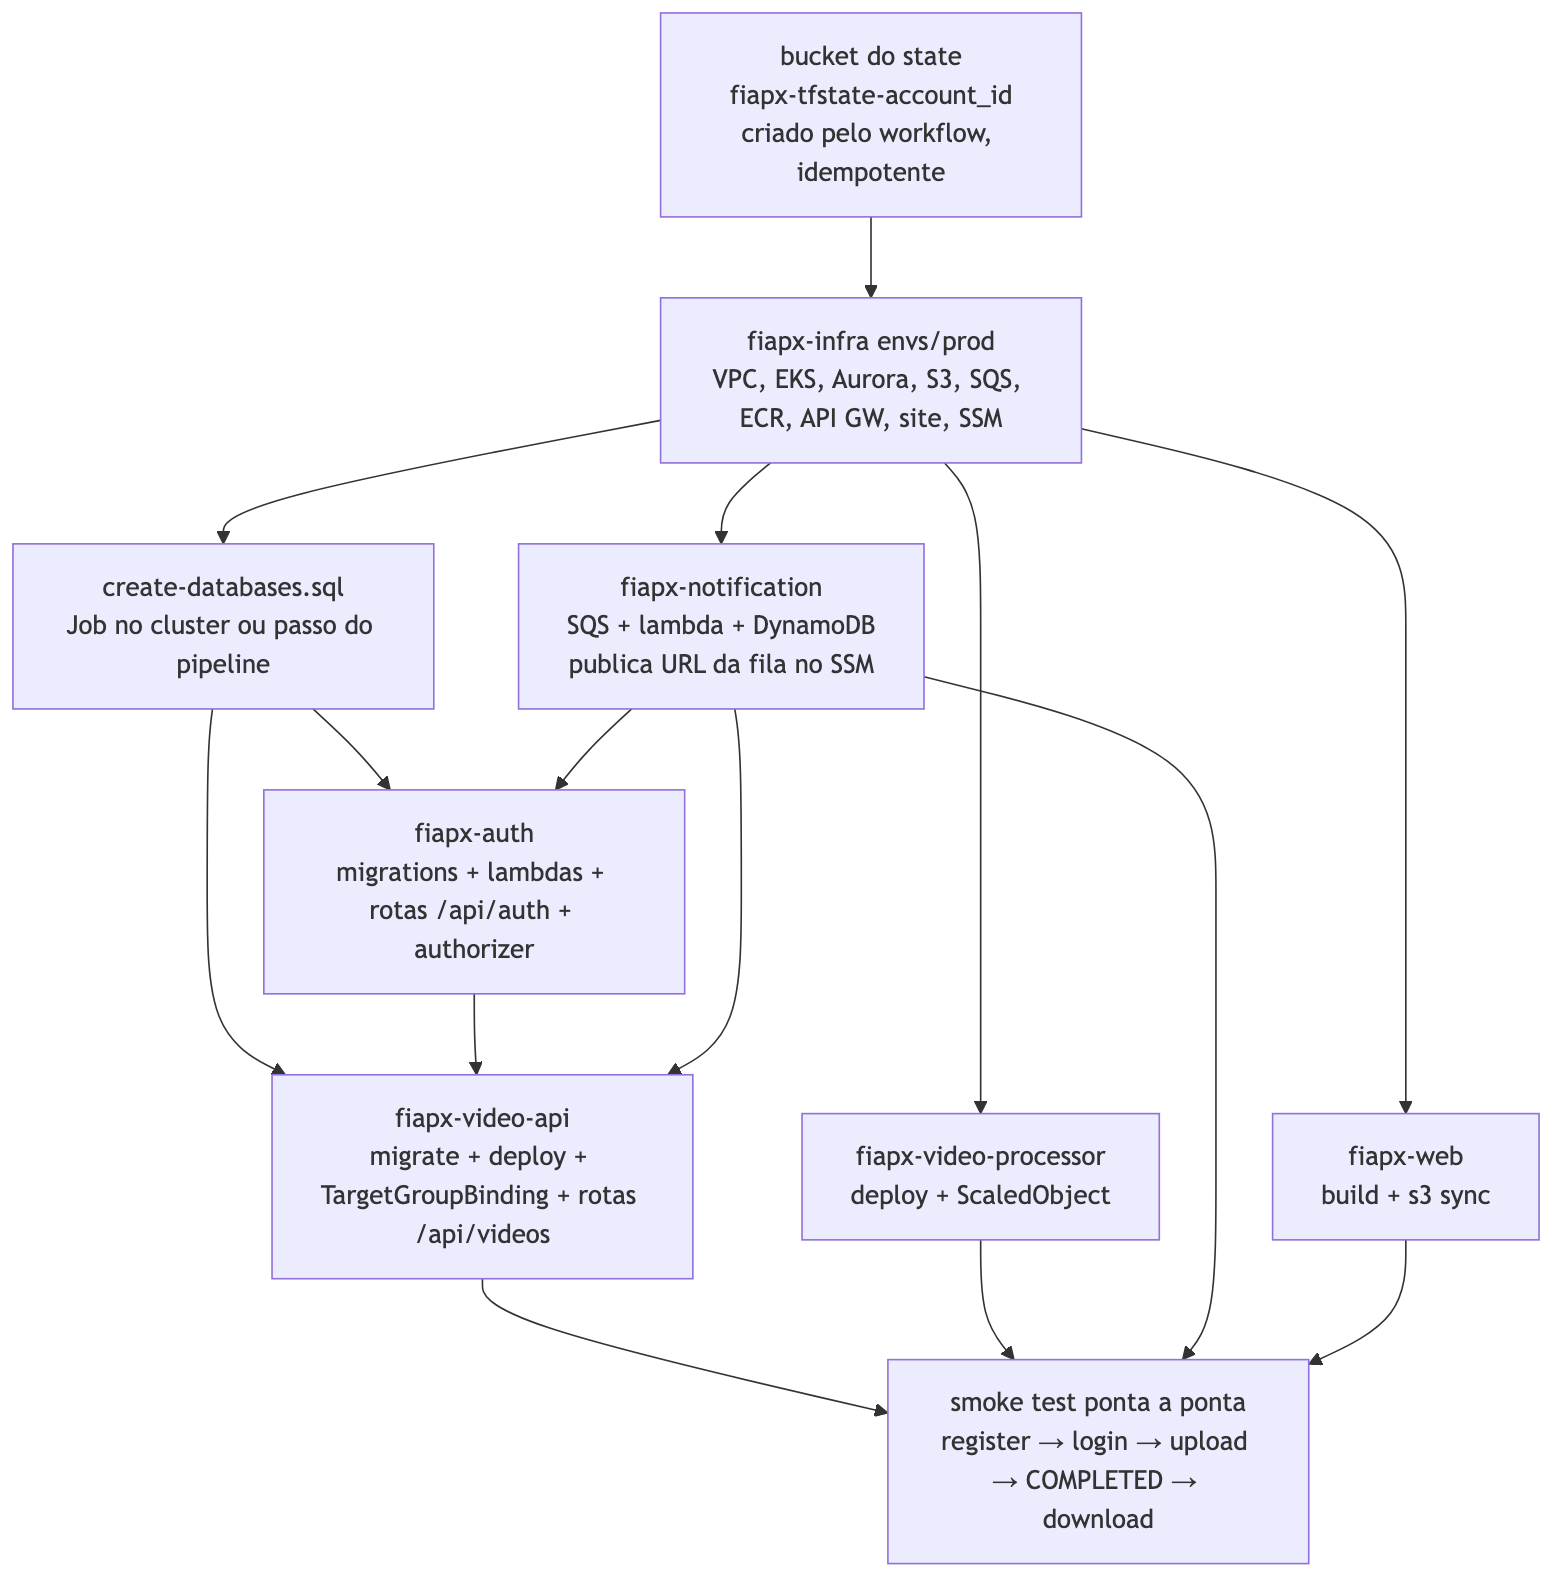 bucket do state
fiapx-tfstate-account_id
criado pelo workflow,
idempotente
fiapx-infra envs/prod
VPC, EKS, Aurora, S3, SQS,
ECR, API GW, site, SSM
create-databases.sql
Job no cluster ou passo do
pipeline
fiapx-notification
SQS + lambda + DynamoDB
publica URL da fila no SSM
fiapx-auth
migrations + lambdas +
rotas /api/auth +
authorizer
fiapx-video-api
migrate + deploy +
TargetGroupBinding + rotas
/api/videos
fiapx-video-processor
deploy + ScaledObject
fiapx-web
build + s3 sync
smoke test ponta a ponta
register → login → upload
→ COMPLETED →
download